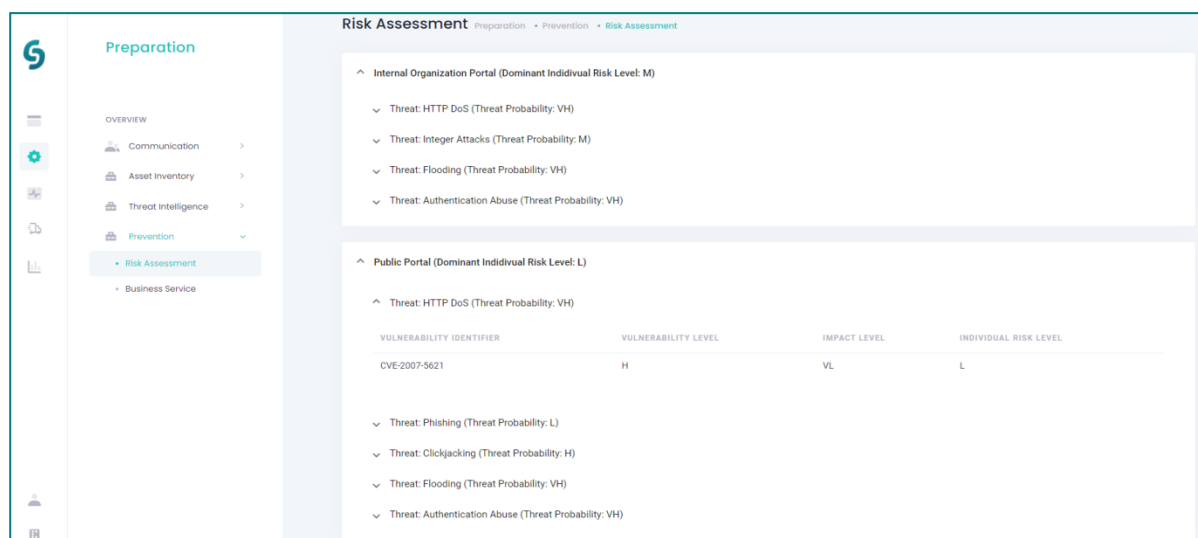 Risk Assessment Preparation • Prevention • Risk Assessment
Preparation
OVERVIEW
Communication
Asset Inventory
Threat Intelligence
Prevention
• Risk Assessment
• Business Service
Internal Organization Portal (Dominant Indidivual Risk Level: M)
Threat: HTTP DoS (Threat Probability: VH)
Threat: Integer Attacks (Threat Probability: M)
Threat: Flooding (Threat Probability: VH)
Threat: Authentication Abuse (Threat Probability: VH)
Public Portal (Dominant Indidivual Risk Level: L)
Threat: HTTP DoS (Threat Probability: VH)
VULNERABILITY IDENTIFIER VULNERABILITY LEVEL IMPACT LEVEL INDIVIDUAL RISK LEVEL
CVE-2007-5621 H VL L
Threat: Phishing (Threat Probability: L)
Threat: Clickjacking (Threat Probability: H)
Threat: Flooding (Threat Probability: VH)
Threat: Authentication Abuse (Threat Probability: VH)